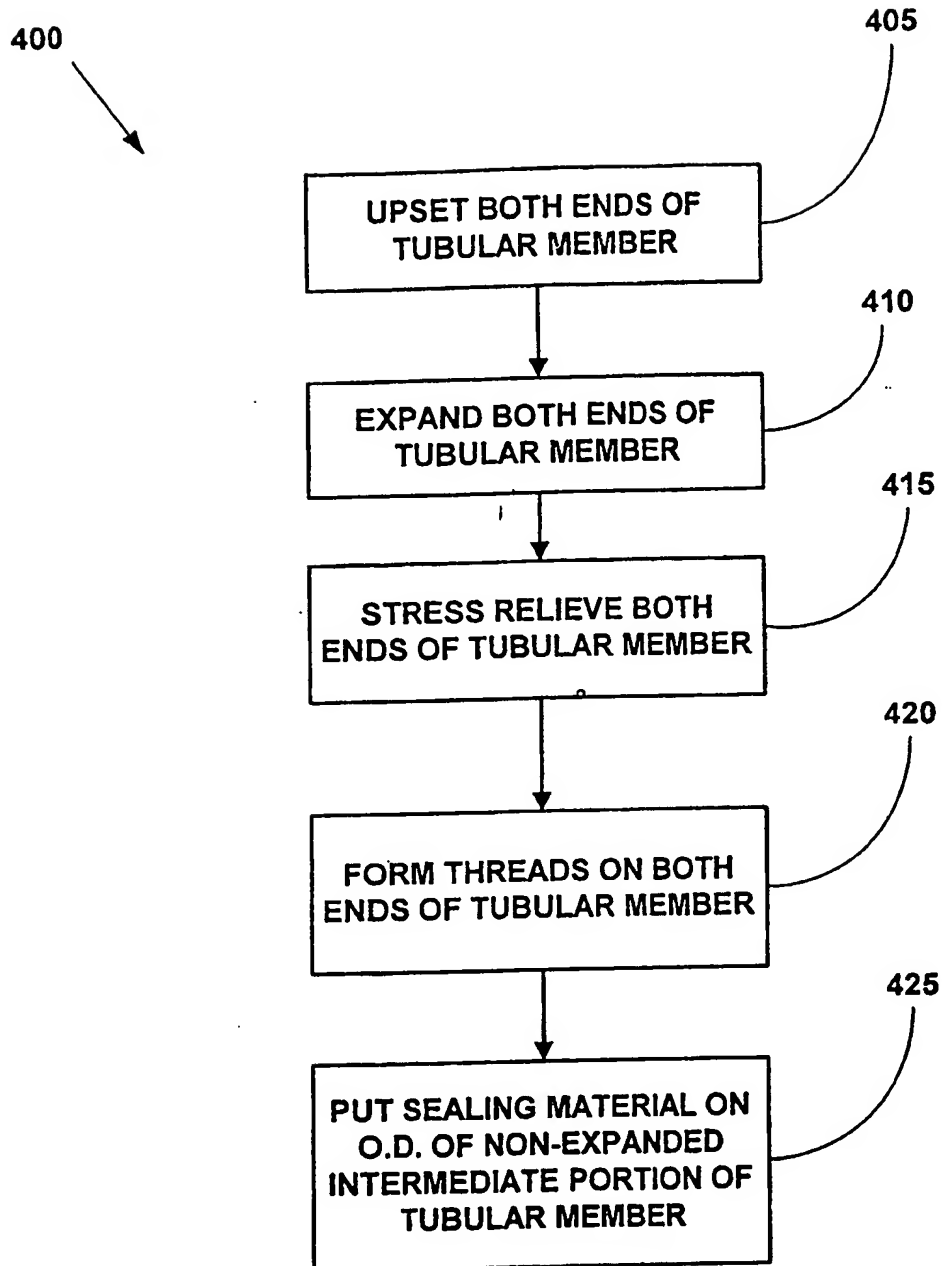 400
405
UPSET BOTH ENDS OF
TUBULAR MEMBER
410
EXPAND BOTH ENDS OF
TUBULAR MEMBER
415
STRESS RELIEVE BOTH
ENDS OF TUBULAR MEMBER
420
FORM THREADS ON BOTH
ENDS OF TUBULAR MEMBER
425
PUT SEALING MATERIAL ON
O.D. OF NON-EXPANDED
INTERMEDIATE PORTION OF
TUBULAR MEMBER